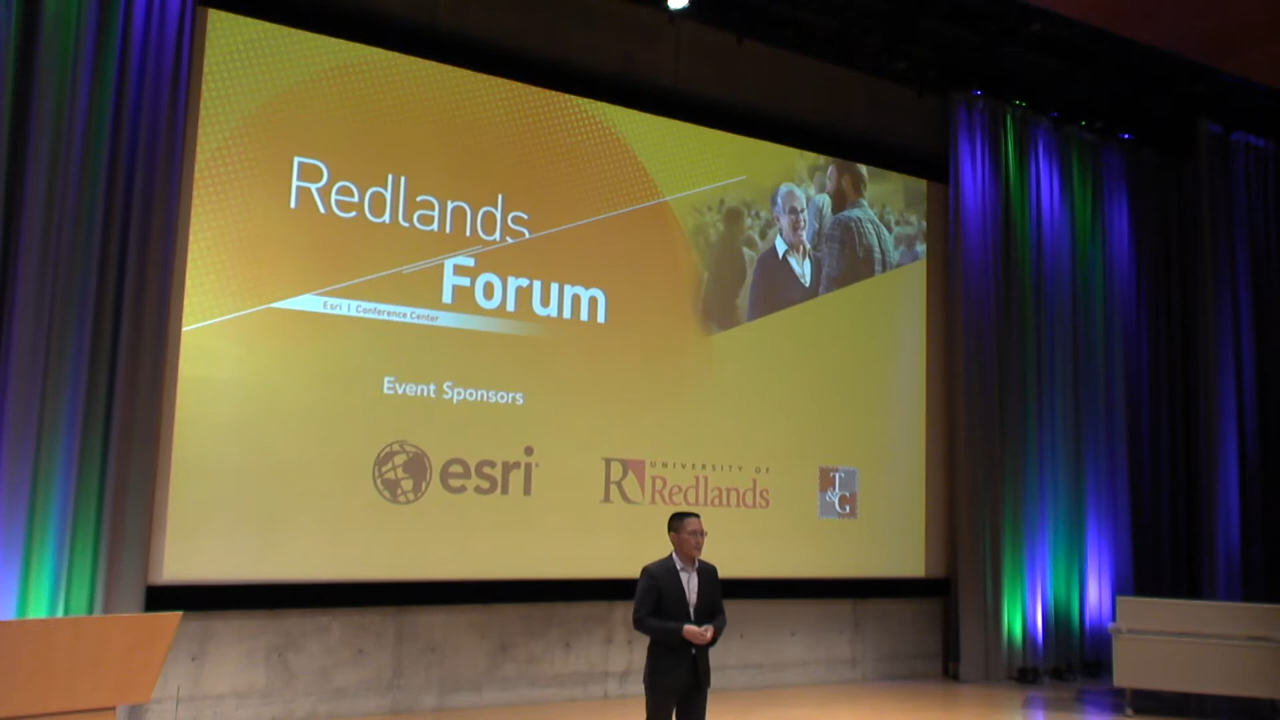 Redlands
Forum
Esri | Conference Center
Event Sponsors
esri
UNIVERSITY OF
Redlands
T
&
G